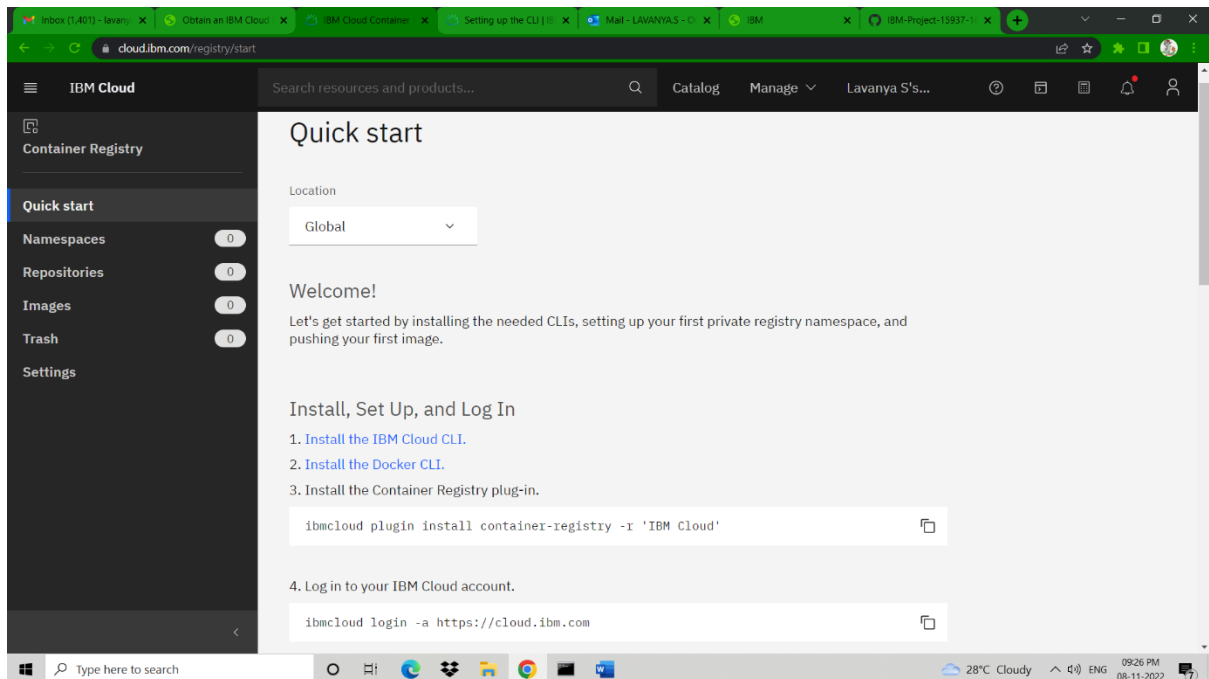 Inbox (1,401) - lavany
Obtain an IBM Clou
IBM Cloud Container
Setting up the CLI | IB
Mail - LAVANYA.S - O
IBM
IBM-Project-15937-1
cloud.ibm.com/registry/start
IBM Cloud
Search resources and products...
Catalog
Manage
Lavanya S's...
Container Registry
Quick start
Namespaces 0
Repositories 0
Images 0
Trash 0
Settings
Quick start
Location
Global
Welcome!
Let's get started by installing the needed CLIs, setting up your first private registry namespace, and
pushing your first image.
Install, Set Up, and Log In
1. Install the IBM Cloud CLI.
2. Install the Docker CLI.
3. Install the Container Registry plug-in.
ibmcloud plugin install container-registry -r 'IBM Cloud'
4. Log in to your IBM Cloud account.
ibmcloud login -a https://cloud.ibm.com
Type here to search
28°C Cloudy
ENG
09:26 PM
08-11-2022
7